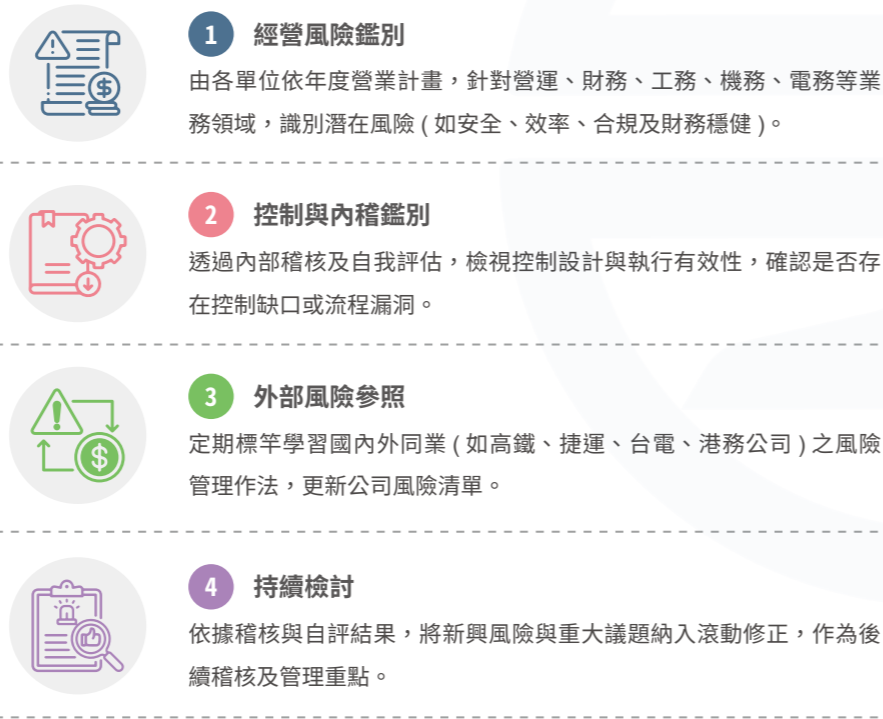 1 經營風險鑑別
由各單位依年度營業計畫，針對營運、財務、工務、機務、電務等業
務領域，識別潛在風險 ( 如安全、效率、合規及財務穩健 )。
2 控制與內稽鑑別
透過內部稽核及自我評估，檢視控制設計與執行有效性，確認是否存
在控制缺口或流程漏洞。
3 外部風險參照
定期標竿學習國內外同業 ( 如高鐵、捷運、台電、港務公司 ) 之風險
管理作法，更新公司風險清單。
4 持續檢討
依據稽核與自評結果，將新興風險與重大議題納入滾動修正，作為後
續稽核及管理重點。